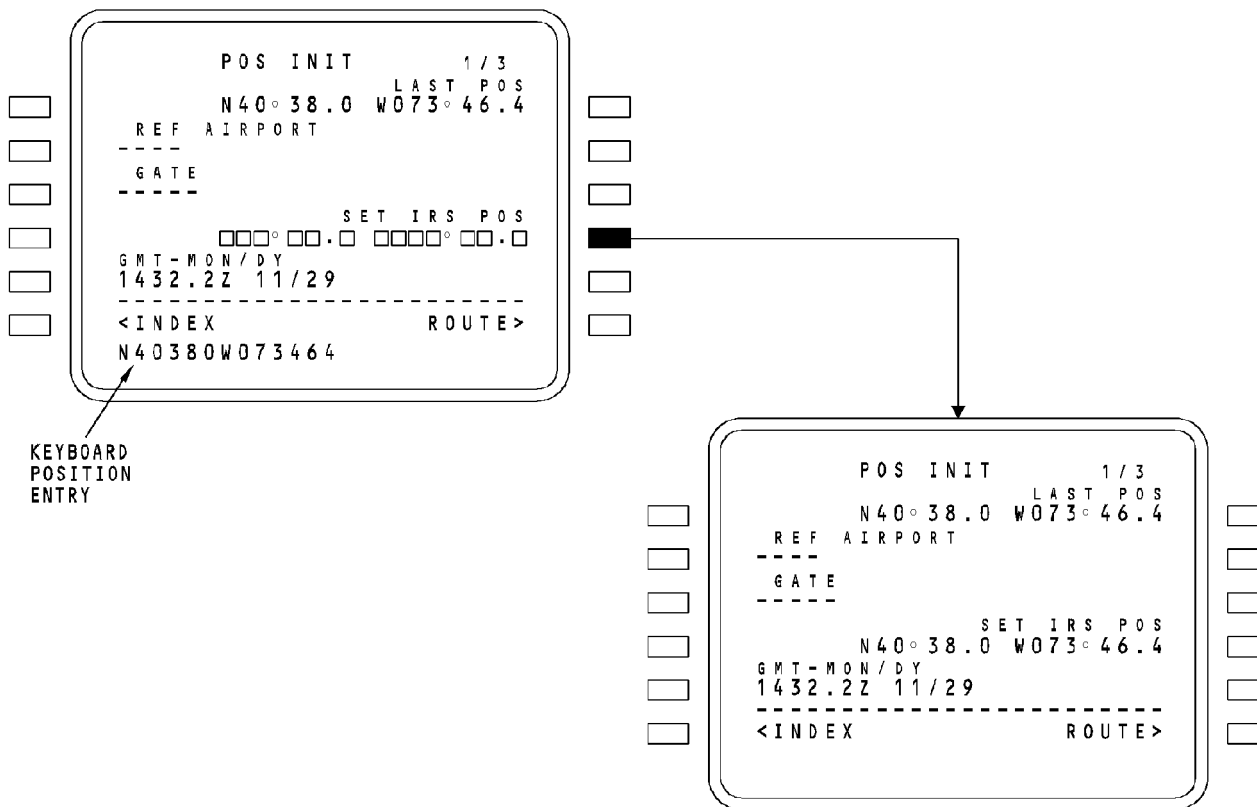 POS INIT 1/3
LAST POS
N40°38.0 W073°46.4
REF AIRPORT
----
GATE
-----
SET IRS POS
□□□°□□.□ □□□□°□□.□
GMT-MON/DY
1432.2Z 11/29
------------------------
<INDEX ROUTE>
N40380W073464
KEYBOARD
POSITION
ENTRY
POS INIT 1/3
LAST POS
N40°38.0 W073°46.4
REF AIRPORT
----
GATE
-----
SET IRS POS
N40°38.0 W073°46.4
GMT-MON/DY
1432.2Z 11/29
------------------------
<INDEX ROUTE>